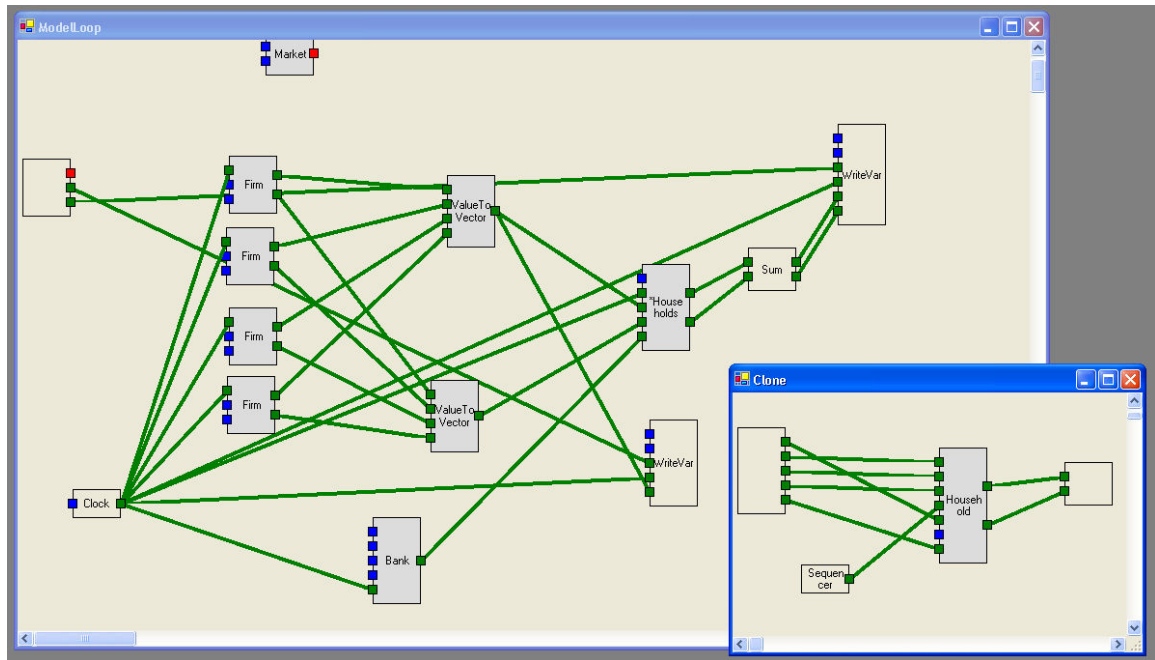 ModelLoop
Market
Firm
ValueTo
Vector
WriteVar
Firm
Sum
"House
holds
Firm
Firm
ValueTo
Vector
WriteVar
Clock
Bank
Clone
Househ
old
Sequen
cer